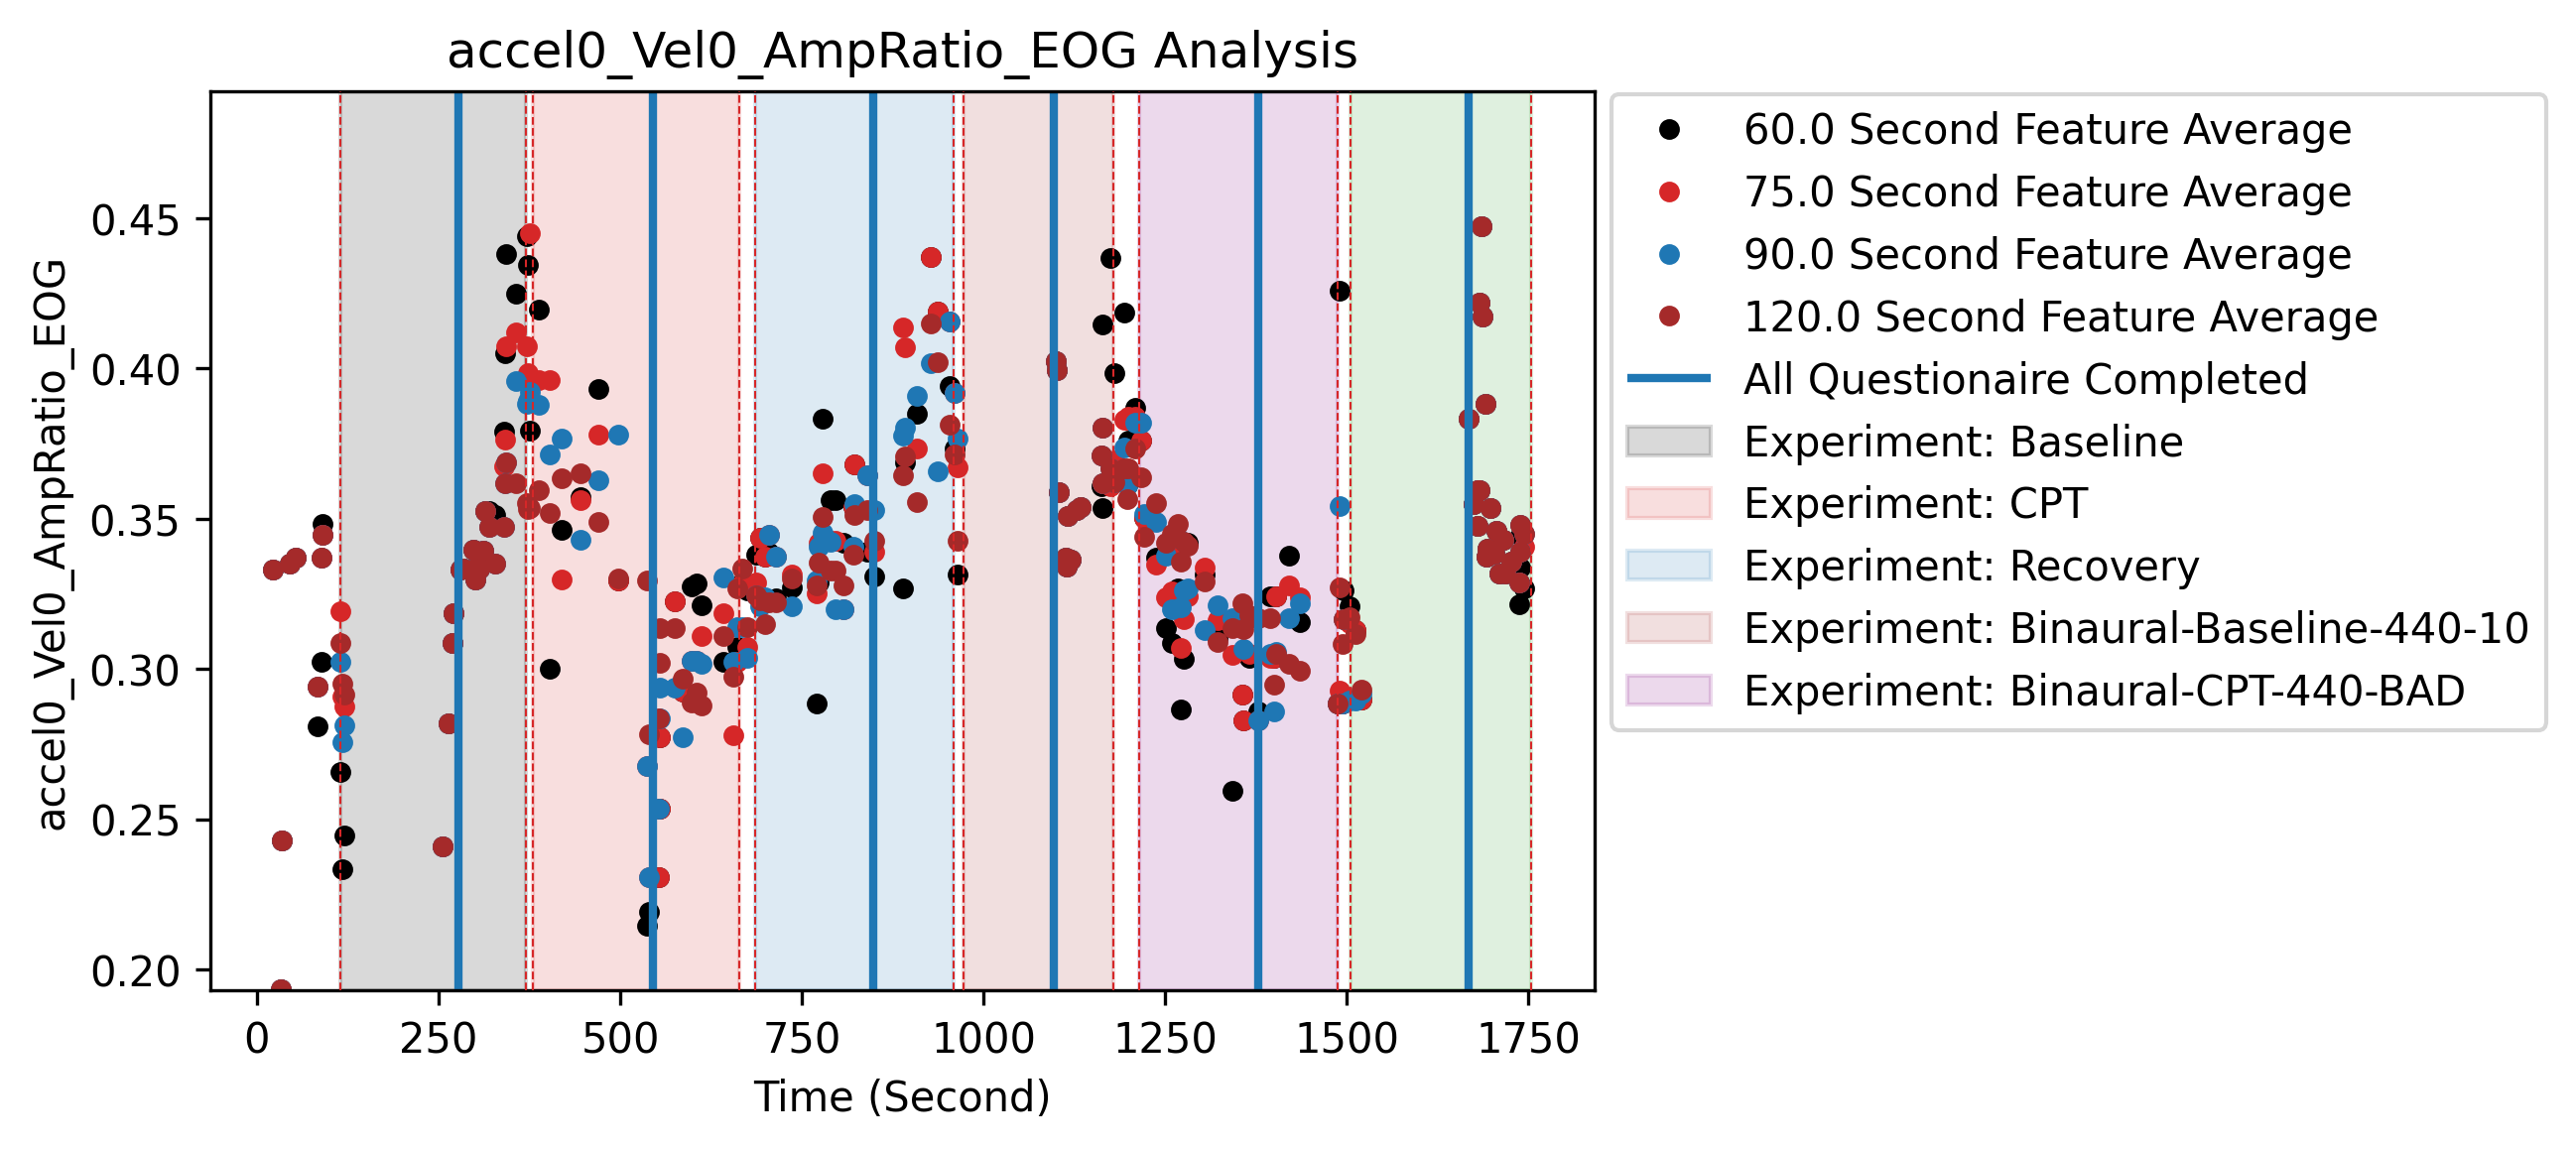 accel0_Vel0_AmpRatio_EOG Analysis
accel0_Vel0_AmpRatio_EOG
0.45
0.40
0.35
0.30
0.25
0.20
0 250 500 750 1000 1250 1500 1750
Time (Second)
60.0 Second Feature Average
75.0 Second Feature Average
90.0 Second Feature Average
120.0 Second Feature Average
All Questionaire Completed
Experiment: Baseline
Experiment: CPT
Experiment: Recovery
Experiment: Binaural-Baseline-440-10
Experiment: Binaural-CPT-440-BAD